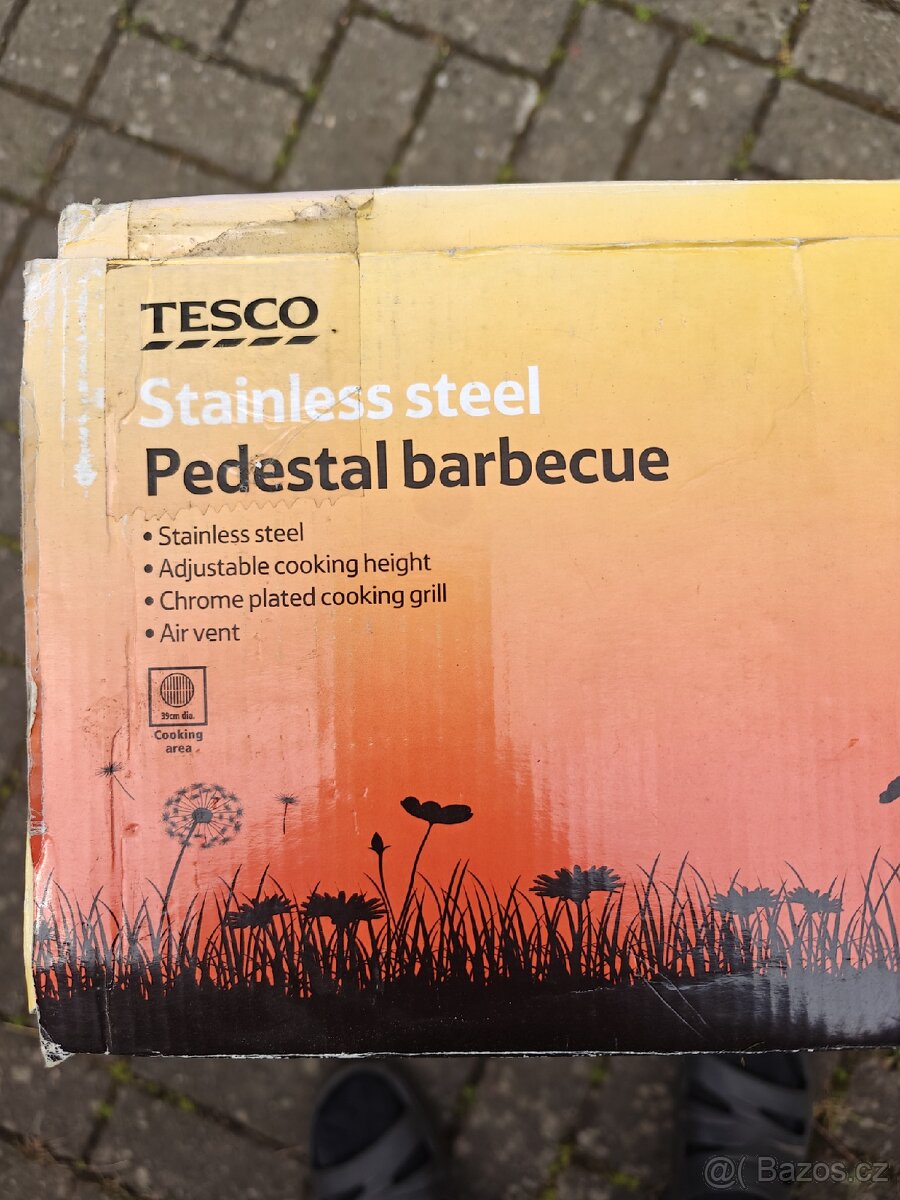 TESCO
Stainless steel
Pedestal barbecue
• Stainless steel
• Adjustable cooking height
• Chrome plated cooking grill
• Air vent
39cm dia.
Cooking
area
@( Bazos.cz